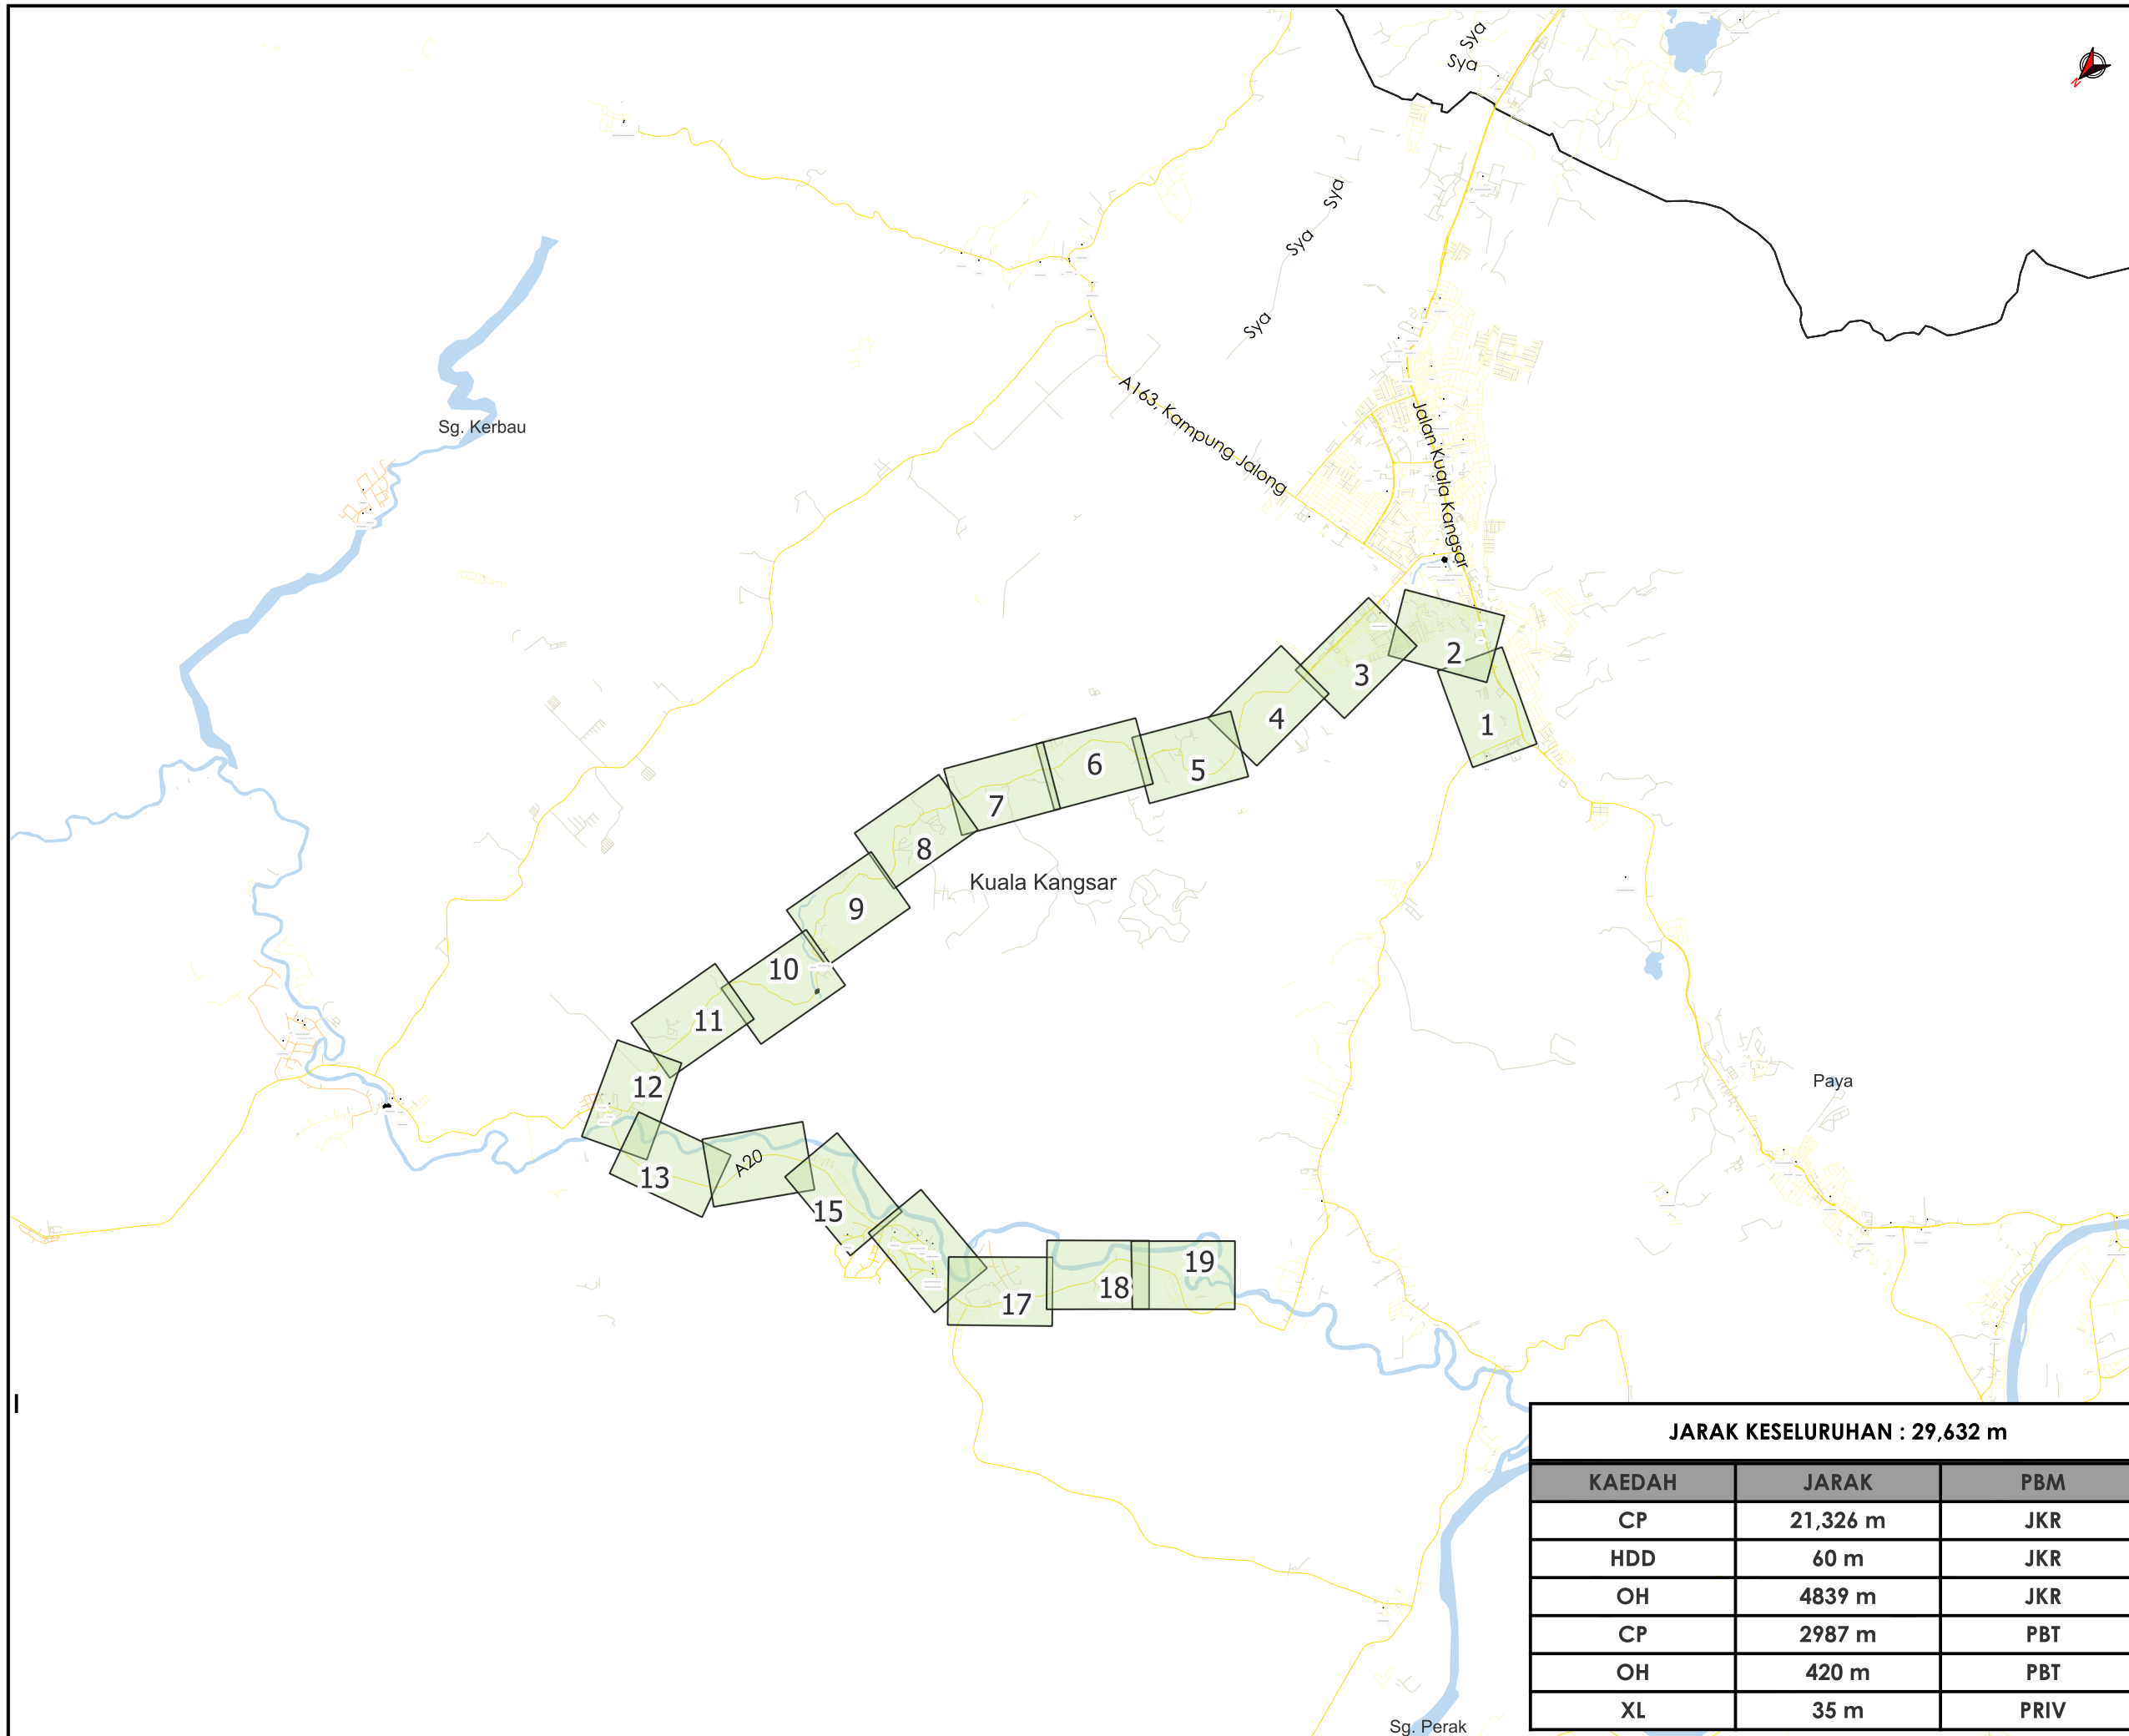 Sya
Sya
N
Sya
Sya
Sya
A163, Kampung Jalong
Jalan Kuala Kangsar
Sg. Kerbau
2
3
1
4
5
6
7
8
Kuala Kangsar
9
10
11
12
Paya
A20
13
15
19
18
17
JARAK KESELURUHAN : 29,632 m
KAEDAH JARAK PBM
CP 21,326 m JKR
HDD 60 m JKR
OH 4839 m JKR
CP 2987 m PBT
OH 420 m PBT
XL 35 m PRIV
Sg. Perak